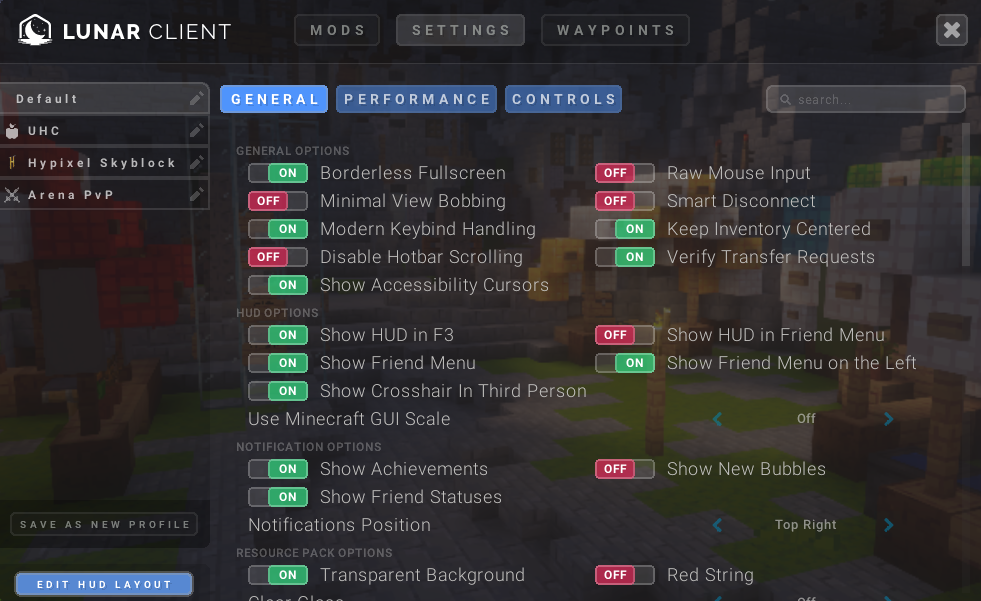 LUNAR CLIENT
MODS
SETTINGS
WAYPOINTS
Default
UHC
Hypixel Skyblock
Arena PvP
SAVE AS NEW PROFILE
EDIT HUD LAYOUT
GENERAL
PERFORMANCE
CONTROLS
search...
GENERAL OPTIONS
ON Borderless Fullscreen OFF Raw Mouse Input
OFF Minimal View Bobbing OFF Smart Disconnect
ON Modern Keybind Handling ON Keep Inventory Centered
OFF Disable Hotbar Scrolling ON Verify Transfer Requests
ON Show Accessibility Cursors
HUD OPTIONS
ON Show HUD in F3 OFF Show HUD in Friend Menu
ON Show Friend Menu ON Show Friend Menu on the Left
ON Show Crosshair In Third Person
Use Minecraft GUI Scale Off
NOTIFICATION OPTIONS
ON Show Achievements OFF Show New Bubbles
ON Show Friend Statuses
Notifications Position Top Right
RESOURCE PACK OPTIONS
ON Transparent Background OFF Red String
Clear Glass Off